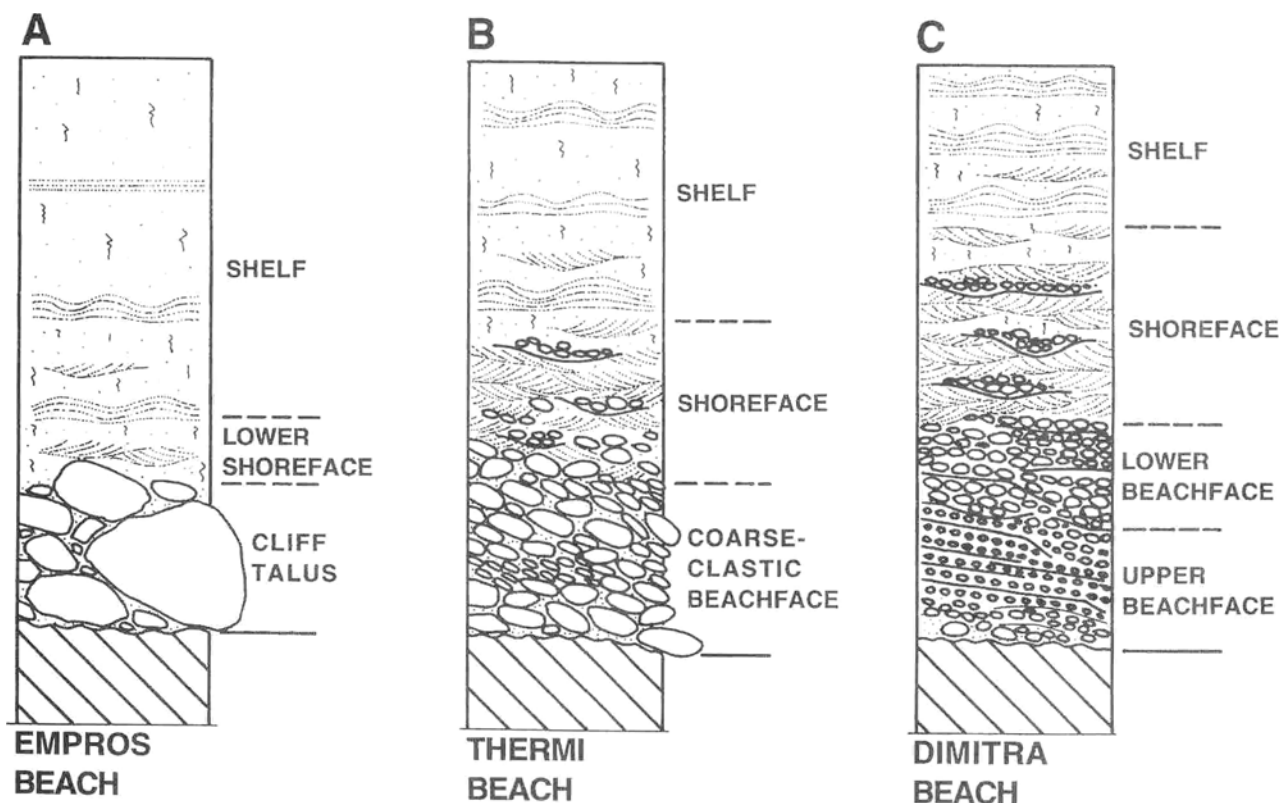 A
SHELF
LOWER
SHOREFACE
CLIFF
TALUS
EMPROS
BEACH
B
SHELF
SHOREFACE
COARSE-
CLASTIC
BEACHFACE
THERMI
BEACH
C
SHELF
SHOREFACE
LOWER
BEACHFACE
UPPER
BEACHFACE
DIMITRA
BEACH